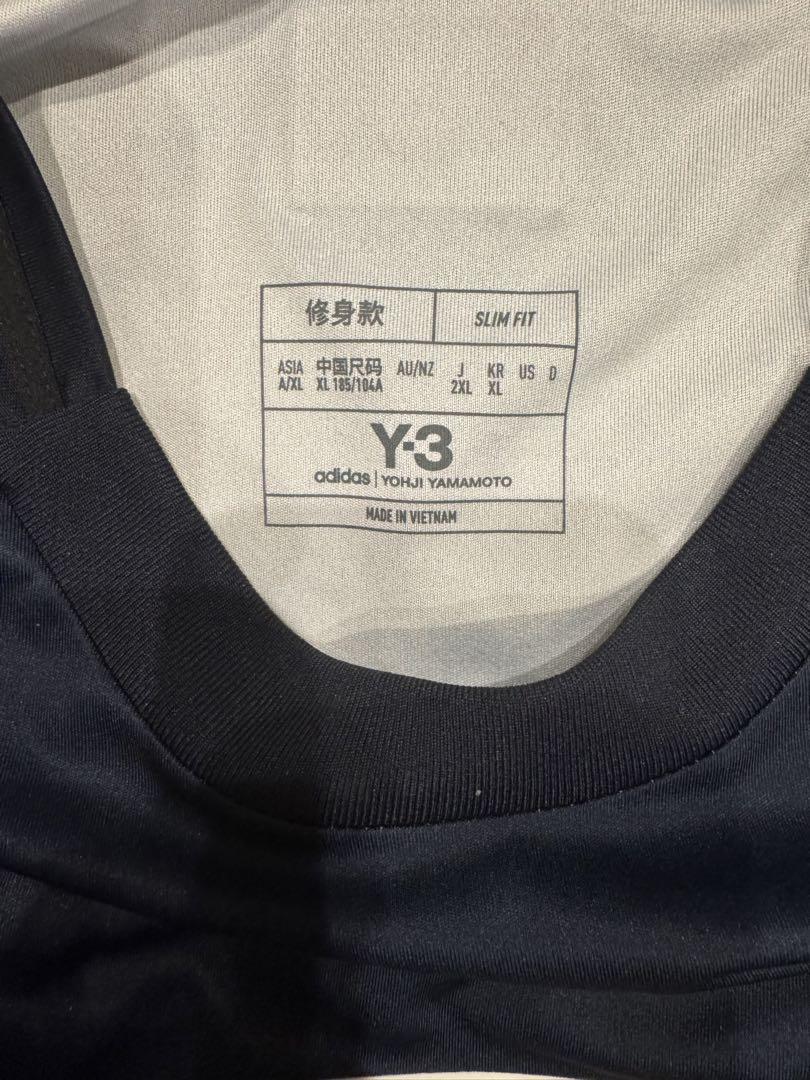 修身款 SLIM FIT
ASIA 中国尺码 AU/NZ J KR US D
A/XL XL 185/104A 2XL XL
Y-3
adidas | YOHJI YAMAMOTO
MADE IN VIETNAM